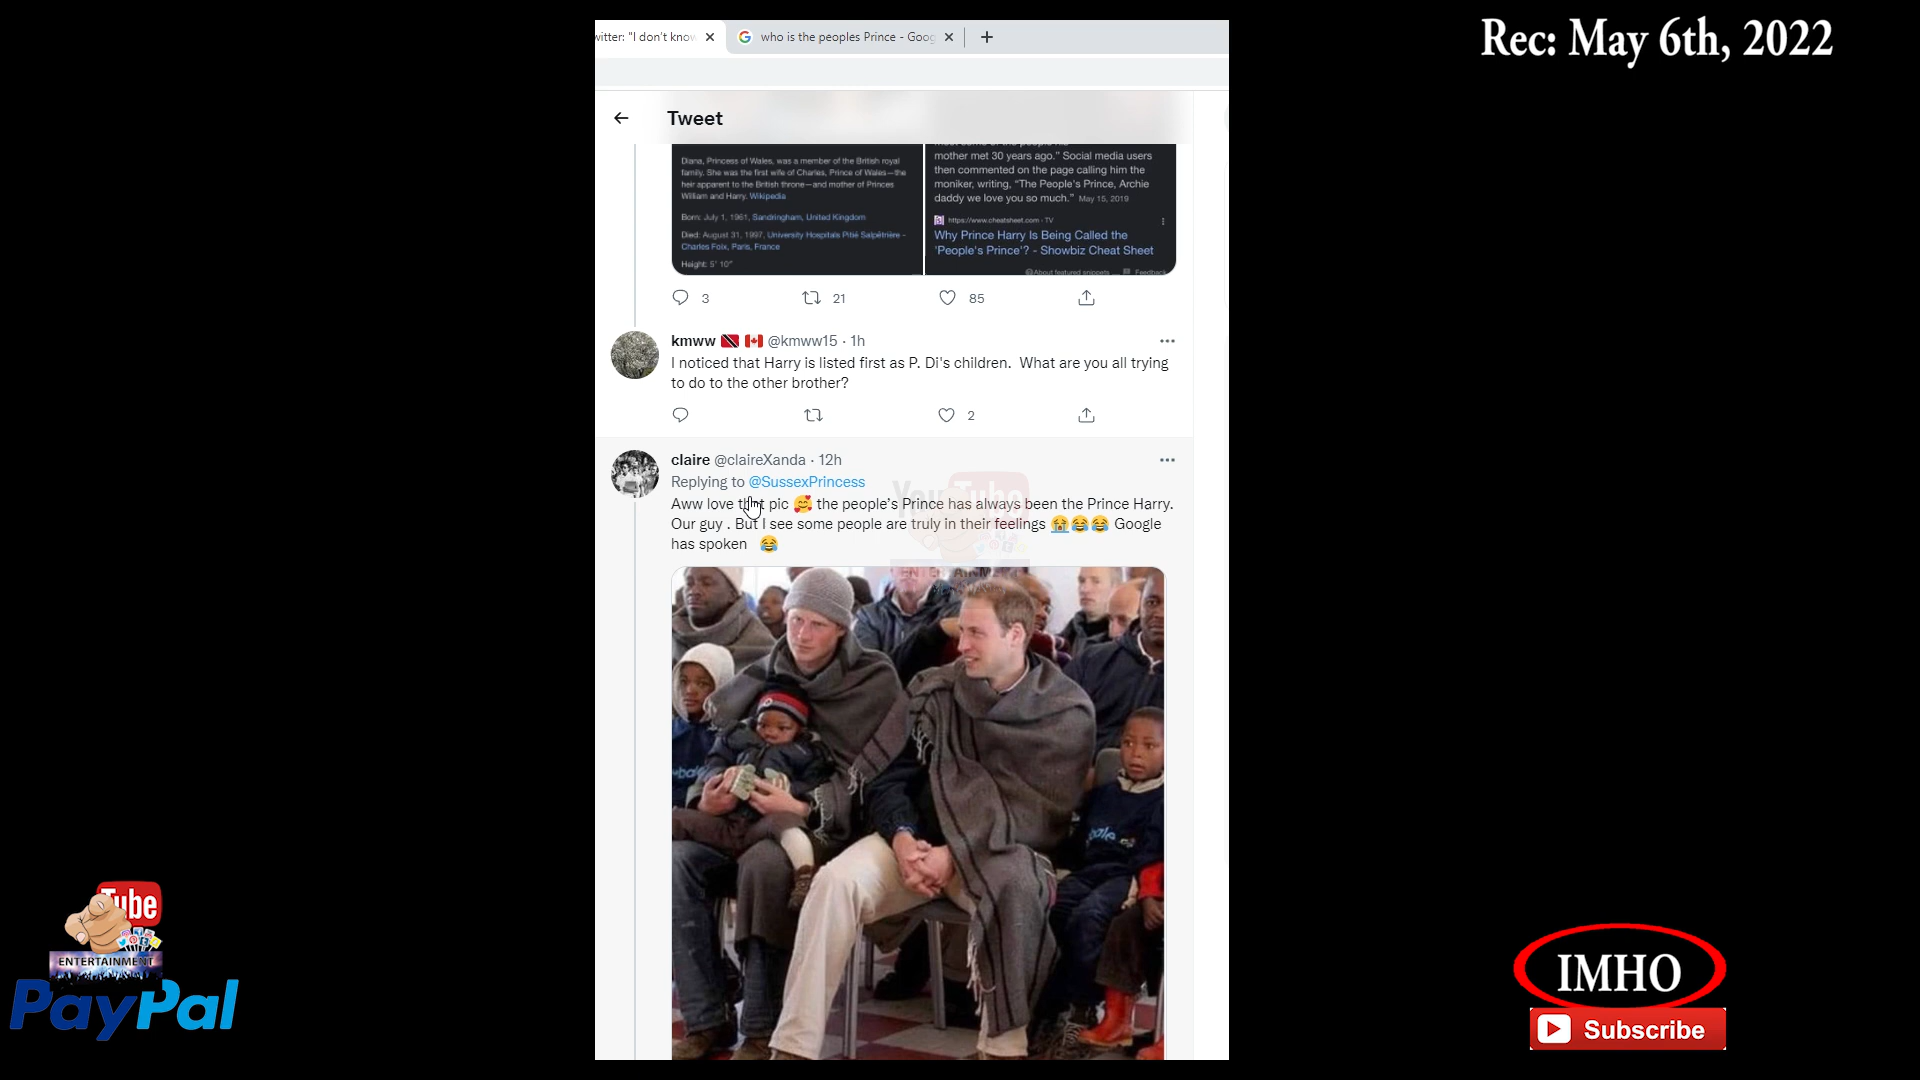 Rec: May 6th, 2022
witter: "I don't know
who is the peoples Prince - Goog
Tweet
Diana, Princess of Wales, was a member of the British royal
family. She was the first wife of Charles, Prince of Wales—the
heir apparent to the British throne—and mother of Princes
William and Harry. Wikipedia
Born: July 1, 1961, Sandringham, United Kingdom
Died: August 31, 1997, University Hospitals Pitié Salpêtrière -
Charles Foix, Paris, France
Height: 5' 10"
mother met 30 years ago." Social media users
then commented on the page calling him the
moniker, writing, "The People's Prince, Archie
daddy we love you so much." May 15, 2019
https://www.cheatsheet.com › TV
Why Prince Harry Is Being Called the
'People's Prince'? - Showbiz Cheat Sheet
About featured snippets
Feedback
3 21 85
kmww 🇹🇹 🇨🇦 @kmww15 · 1h
I noticed that Harry is listed first as P. Di's children. What are you all trying
to do to the other brother?
2
claire @claireXanda · 12h
Replying to @SussexPrincess
Aww love that pic 🥰 the people's Prince has always been the Prince Harry.
Our guy . But I see some people are truly in their feelings 😭😂😂 Google
has spoken 😂
YouTube
ENTERTAINMENT
Tube
ENTERTAINMENT
PayPal
IMHO
Subscribe